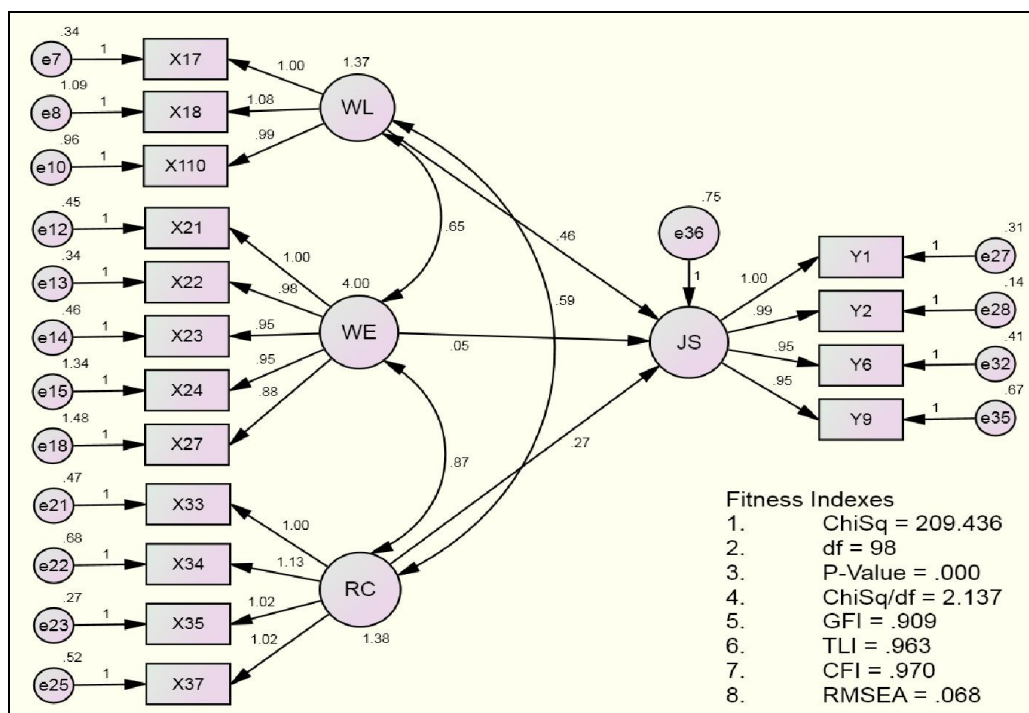 .34
e7
1
X17
1.00
1.09
e8
1
X18
1.08
.96
e10
1
X110
.99
1.37
WL
.45
e12
1
X21
1.00
.34
e13
1
X22
.98
.46
e14
1
X23
.95
1.34
e15
1
X24
.95
1.48
e18
1
X27
.88
4.00
WE
.47
e21
1
X33
1.00
.68
e22
1
X34
1.13
.27
e23
1
X35
1.02
.52
e25
1
X37
1.02
RC
1.38
.65
.59
.87
.46
.05
.27
.75
e36
1
JS
1.00
Y1
1
.31
e27
.99
Y2
1
.14
e28
.95
Y6
1
.41
e32
.95
Y9
1
.67
e35
Fitness Indexes
1. ChiSq = 209.436
2. df = 98
3. P-Value = .000
4. ChiSq/df = 2.137
5. GFI = .909
6. TLI = .963
7. CFI = .970
8. RMSEA = .068